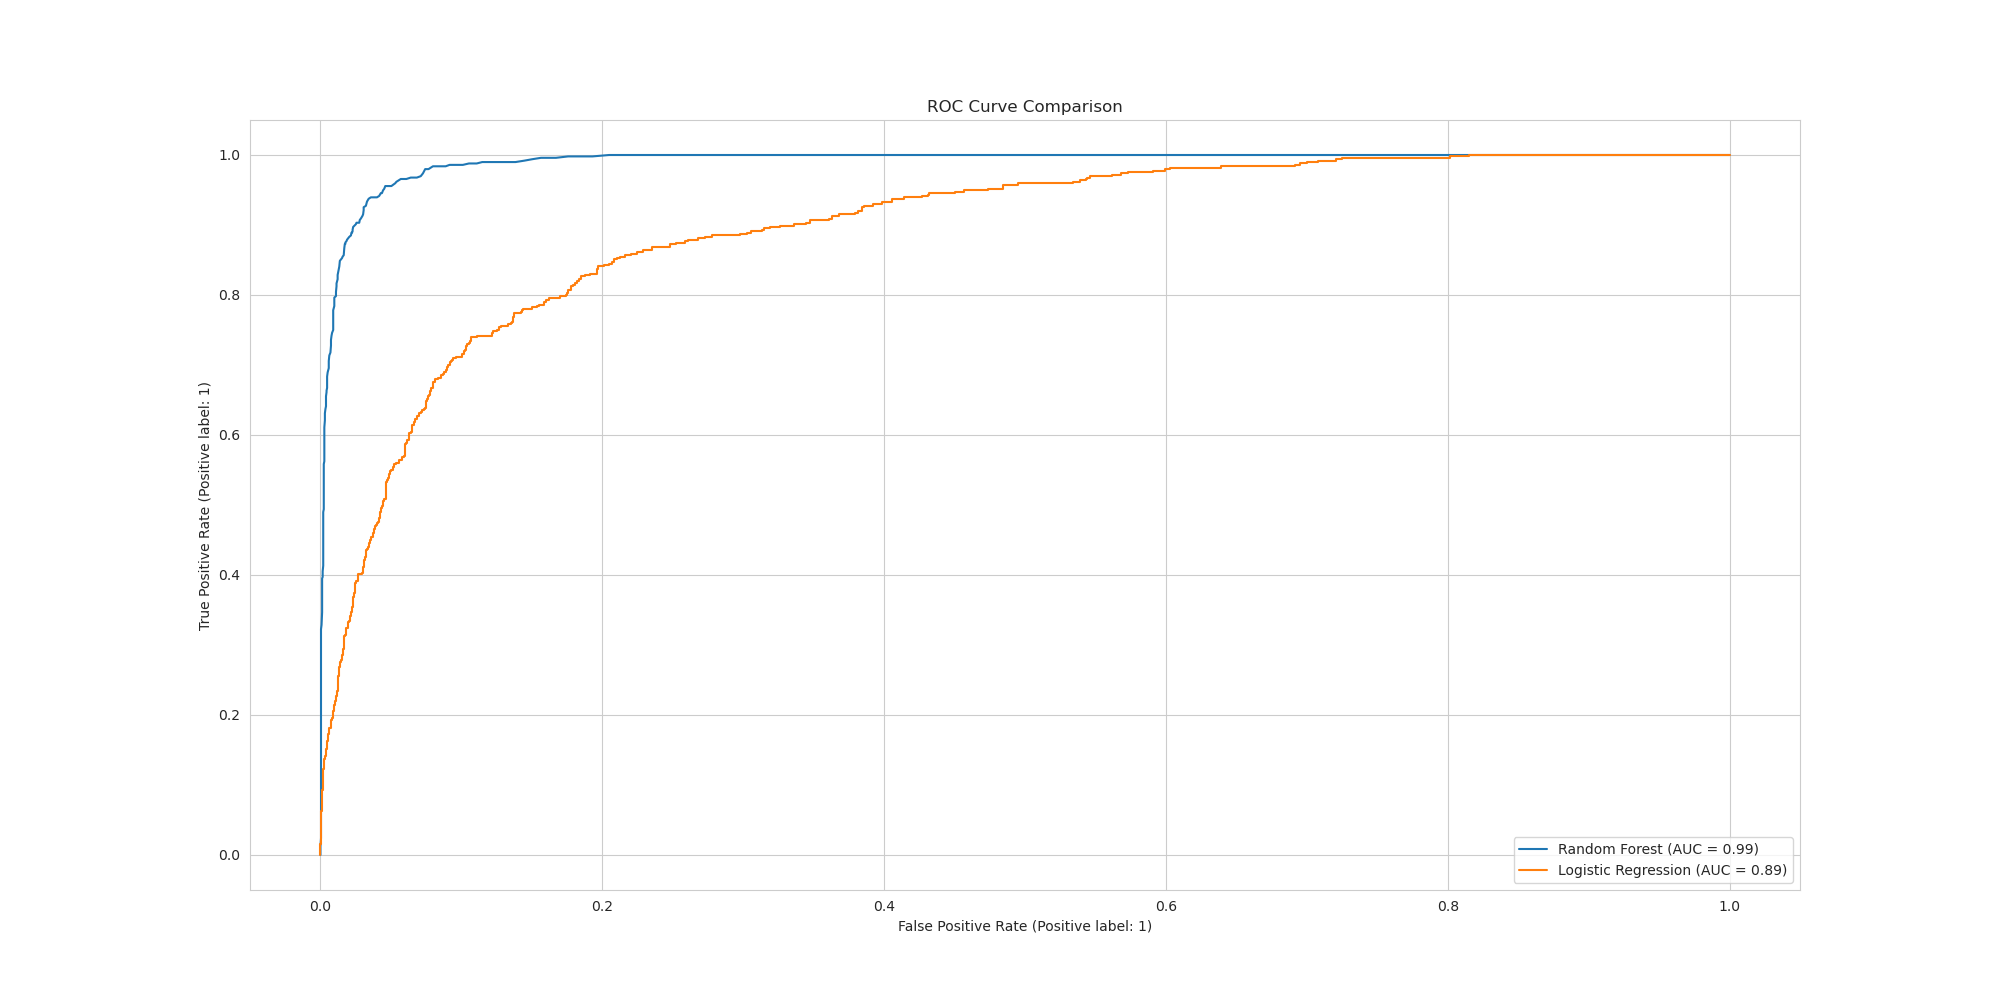 ROC Curve Comparison
1.0
0.8
0.6
0.4
0.2
0.0
True Positive Rate (Positive label: 1)
Random Forest (AUC = 0.99)
Logistic Regression (AUC = 0.89)
0.0 0.2 0.4 0.6 0.8 1.0
False Positive Rate (Positive label: 1)